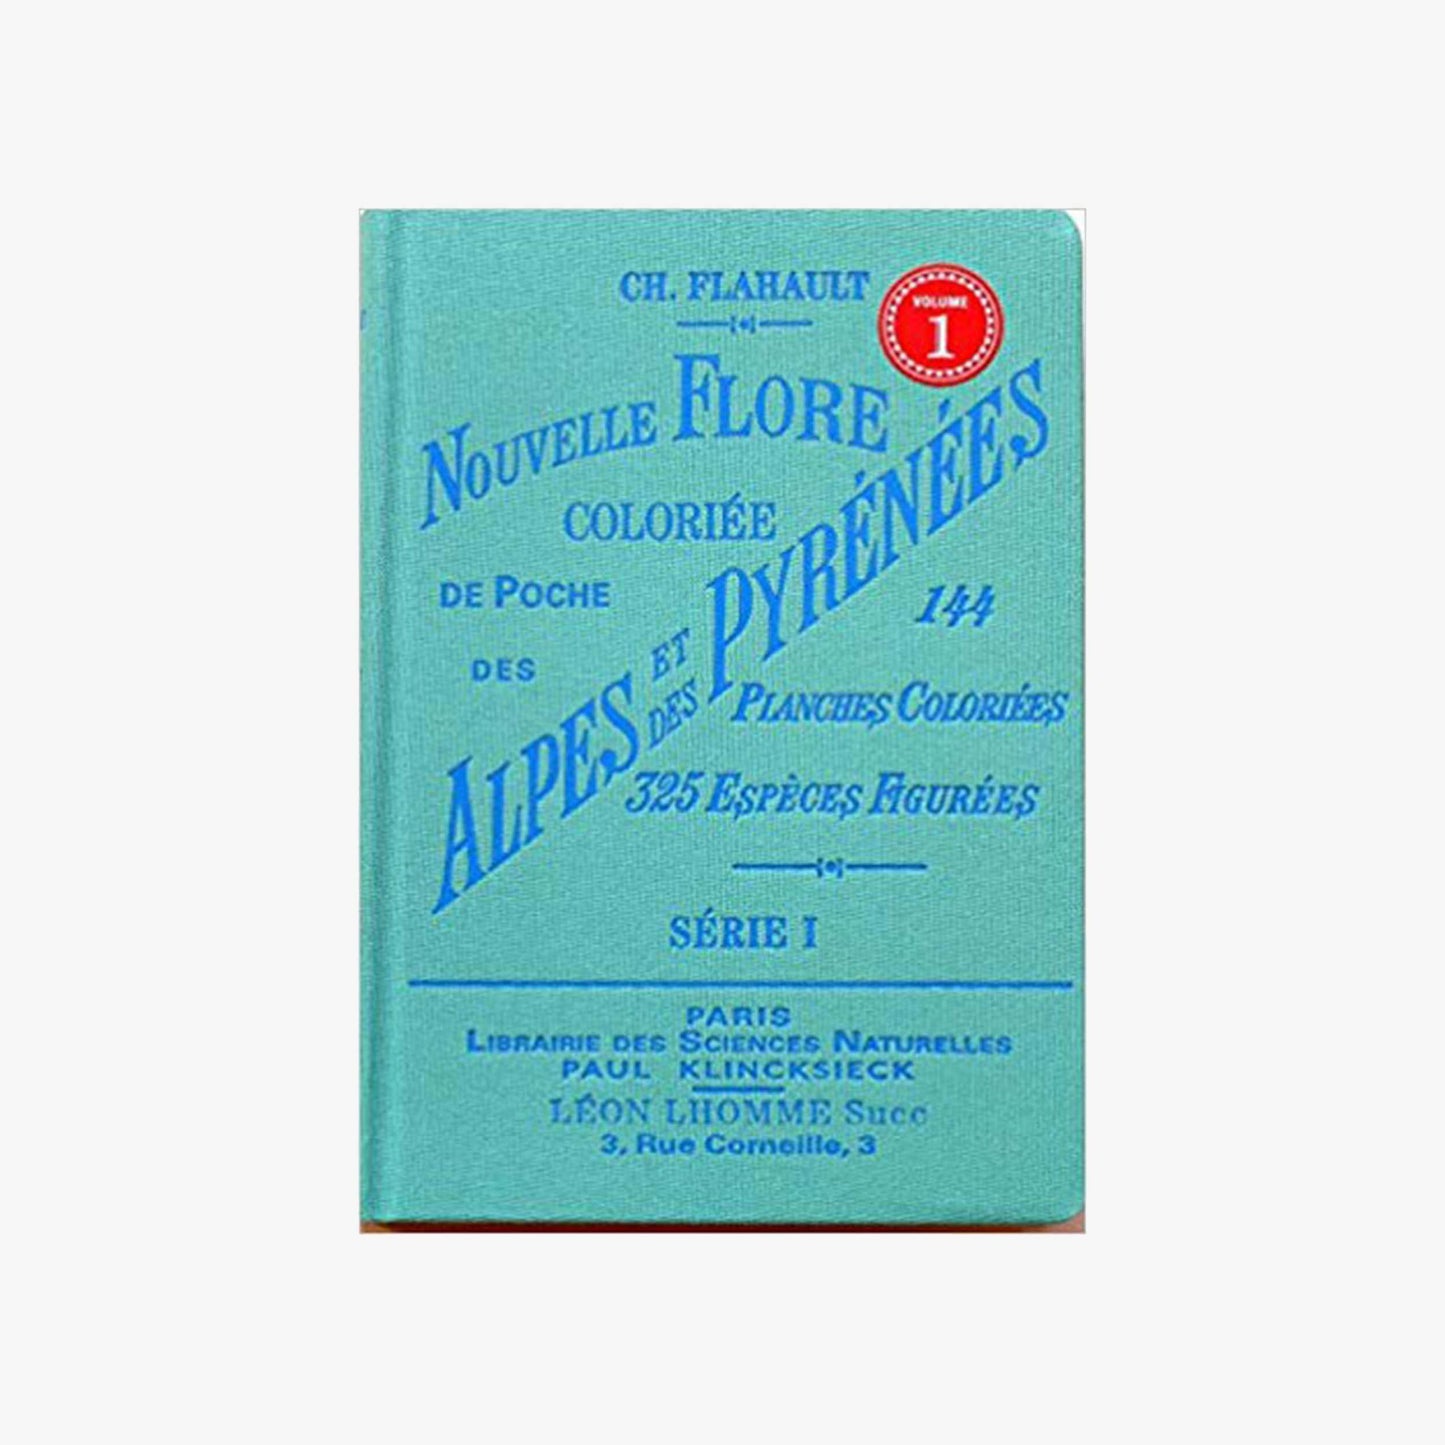 CH. FLAHAULT
VOLUME
1
NOUVELLE FLORE
COLORIÉE
DE POCHE
DES
ALPES ET DES PYRÉNÉES
144
PLANCHES COLORIÉES
325 ESPÈCES FIGURÉES
SÉRIE I
PARIS
LIBRAIRIE DES SCIENCES NATURELLES
PAUL KLINCKSIECK
LÉON LHOMME Succ
3, Rue Corneille, 3